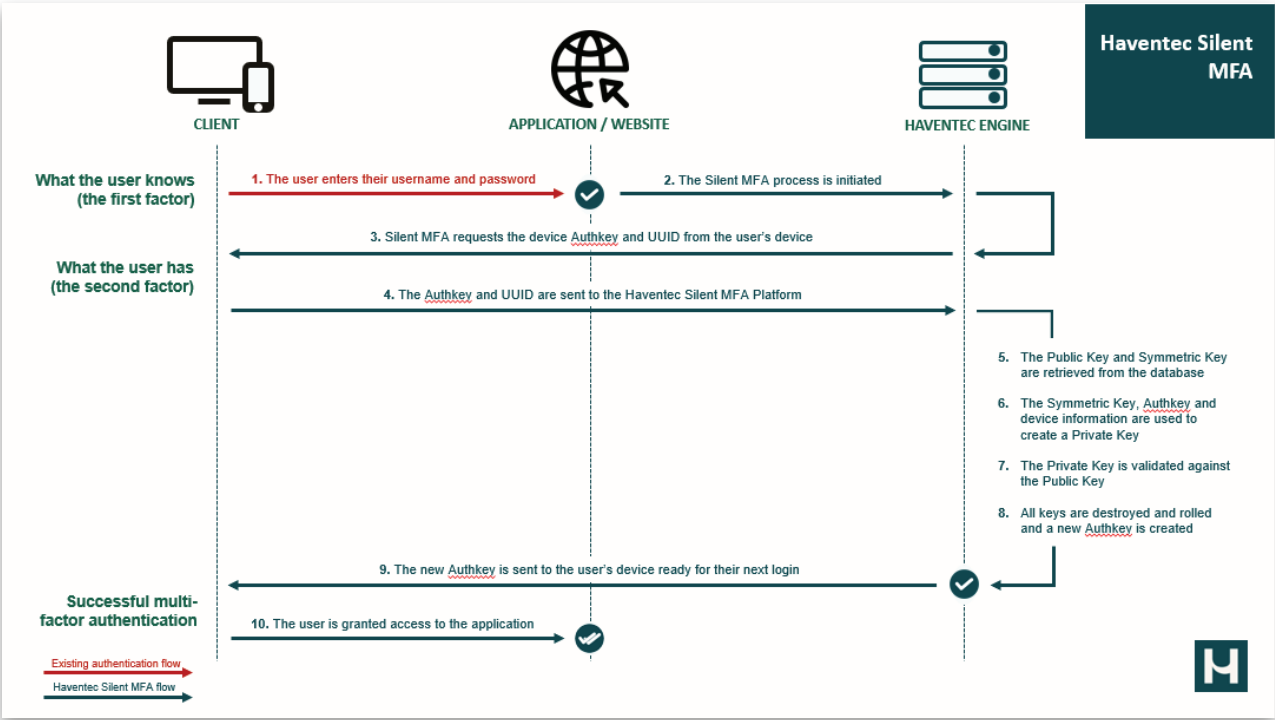 Haventec Silent
MFA
CLIENT
APPLICATION / WEBSITE
HAVENTEC ENGINE
What the user knows
(the first factor)
1. The user enters their username and password
2. The Silent MFA process is initiated
3. Silent MFA requests the device Authkey and UUID from the user's device
What the user has
(the second factor)
4. The Authkey and UUID are sent to the Haventec Silent MFA Platform
5. The Public Key and Symmetric Key
are retrieved from the database
6. The Symmetric Key, Authkey and
device information are used to
create a Private Key
7. The Private Key is validated against
the Public Key
8. All keys are destroyed and rolled
and a new Authkey is created
9. The new Authkey is sent to the user's device ready for their next login
Successful multi-
factor authentication
10. The user is granted access to the application
Existing authentication flow
Haventec Silent MFA flow
H